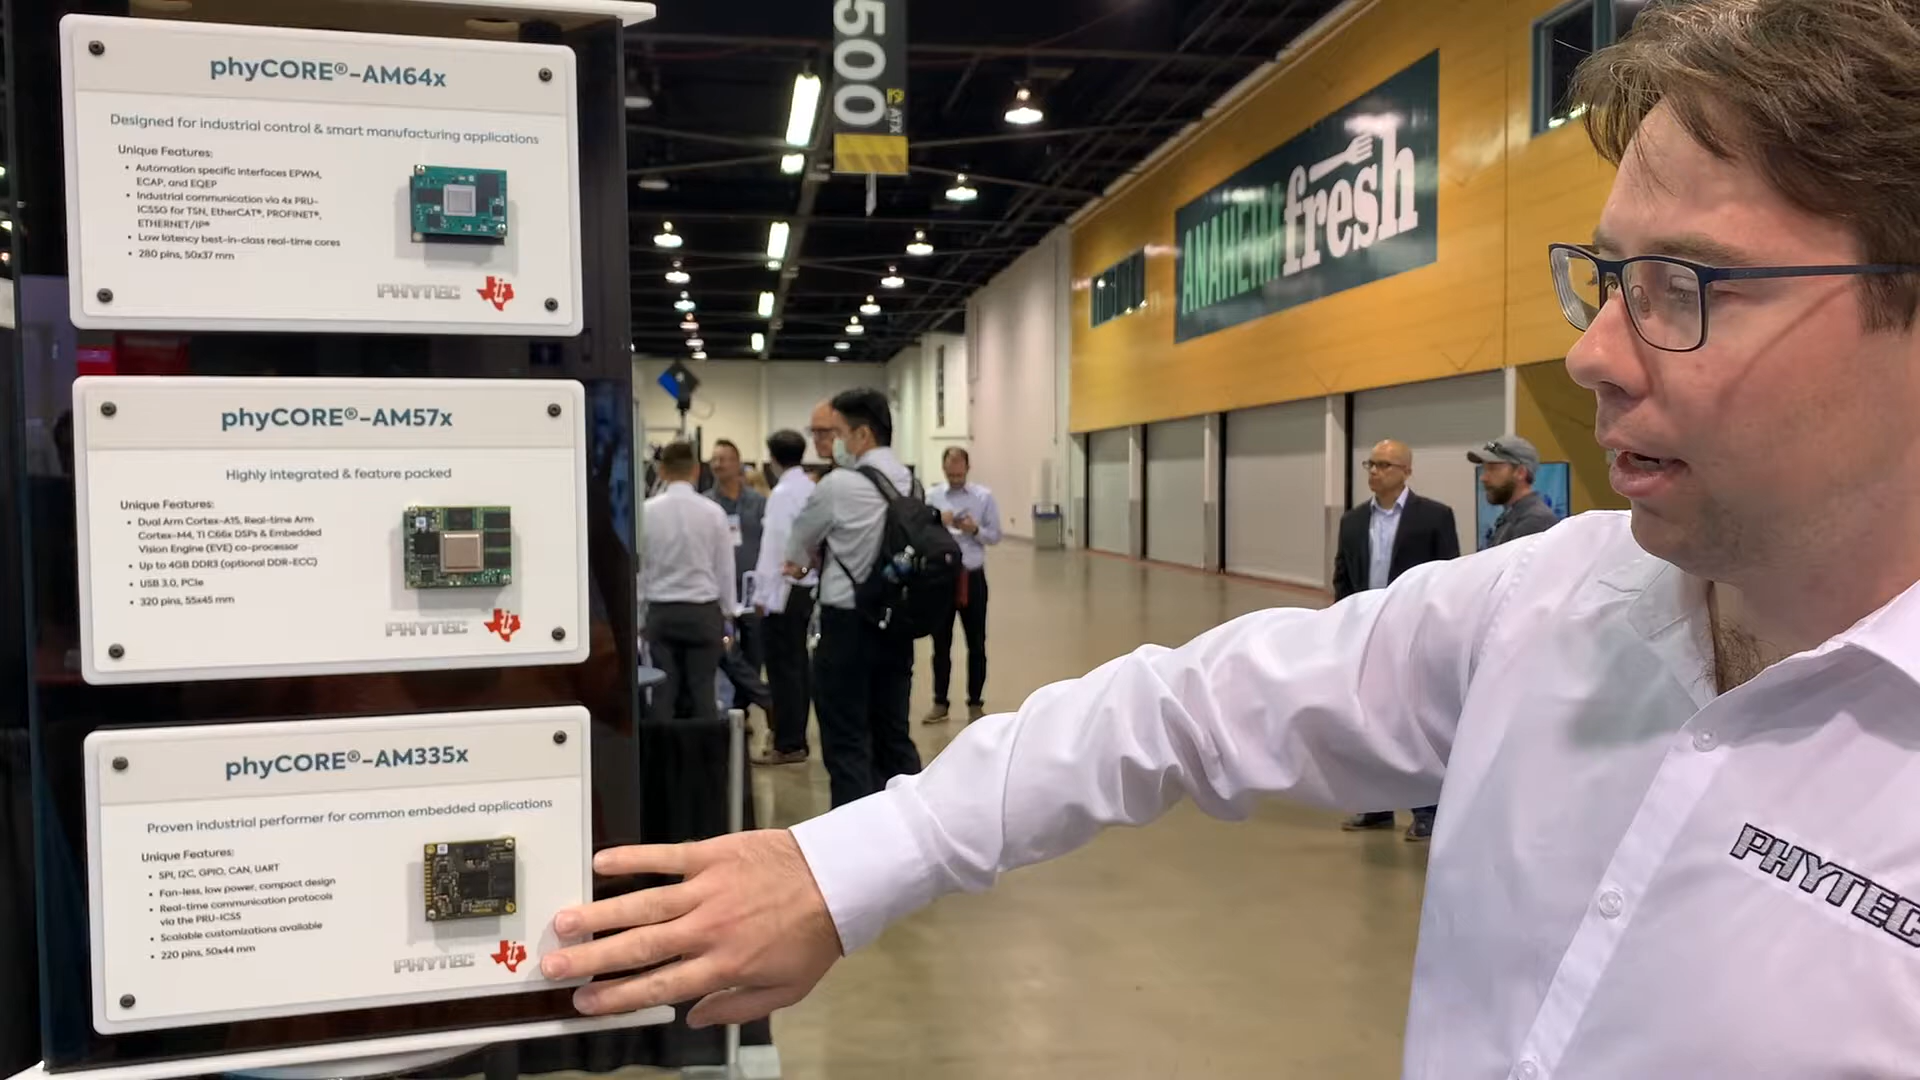 phyCORE®-AM64x
Designed for industrial control & smart manufacturing applications
Unique Features:
• Automation specific interfaces EPWM,
ECAP, and EQEP
• Industrial communication via 4x PRU-
ICSSG for TSN, EtherCAT®, PROFINET®,
ETHERNET/IP®
• Low latency best-in-class real-time cores
• 280 pins, 50x37 mm
PHYTEC
phyCORE®-AM57x
Highly integrated & feature packed
Unique Features:
• Dual Arm Cortex-A15, Real-time Arm
Cortex-M4, TI C66x DSPs & Embedded
Vision Engine (EVE) co-processor
• Up to 4GB DDR3 (optional DDR-ECC)
• USB 3.0, PCIe
• 320 pins, 55x45 mm
PHYTEC
phyCORE®-AM335x
Proven industrial performer for common embedded applications
Unique Features:
• SPI, I2C, GPIO, CAN, UART
• Fan-less, low power, compact design
• Real-time communication protocols
via the PRU-ICSS
• Scalable customizations available
• 220 pins, 50x44 mm
PHYTEC
500
ATX
ANAHEIM fresh
PHYTEC